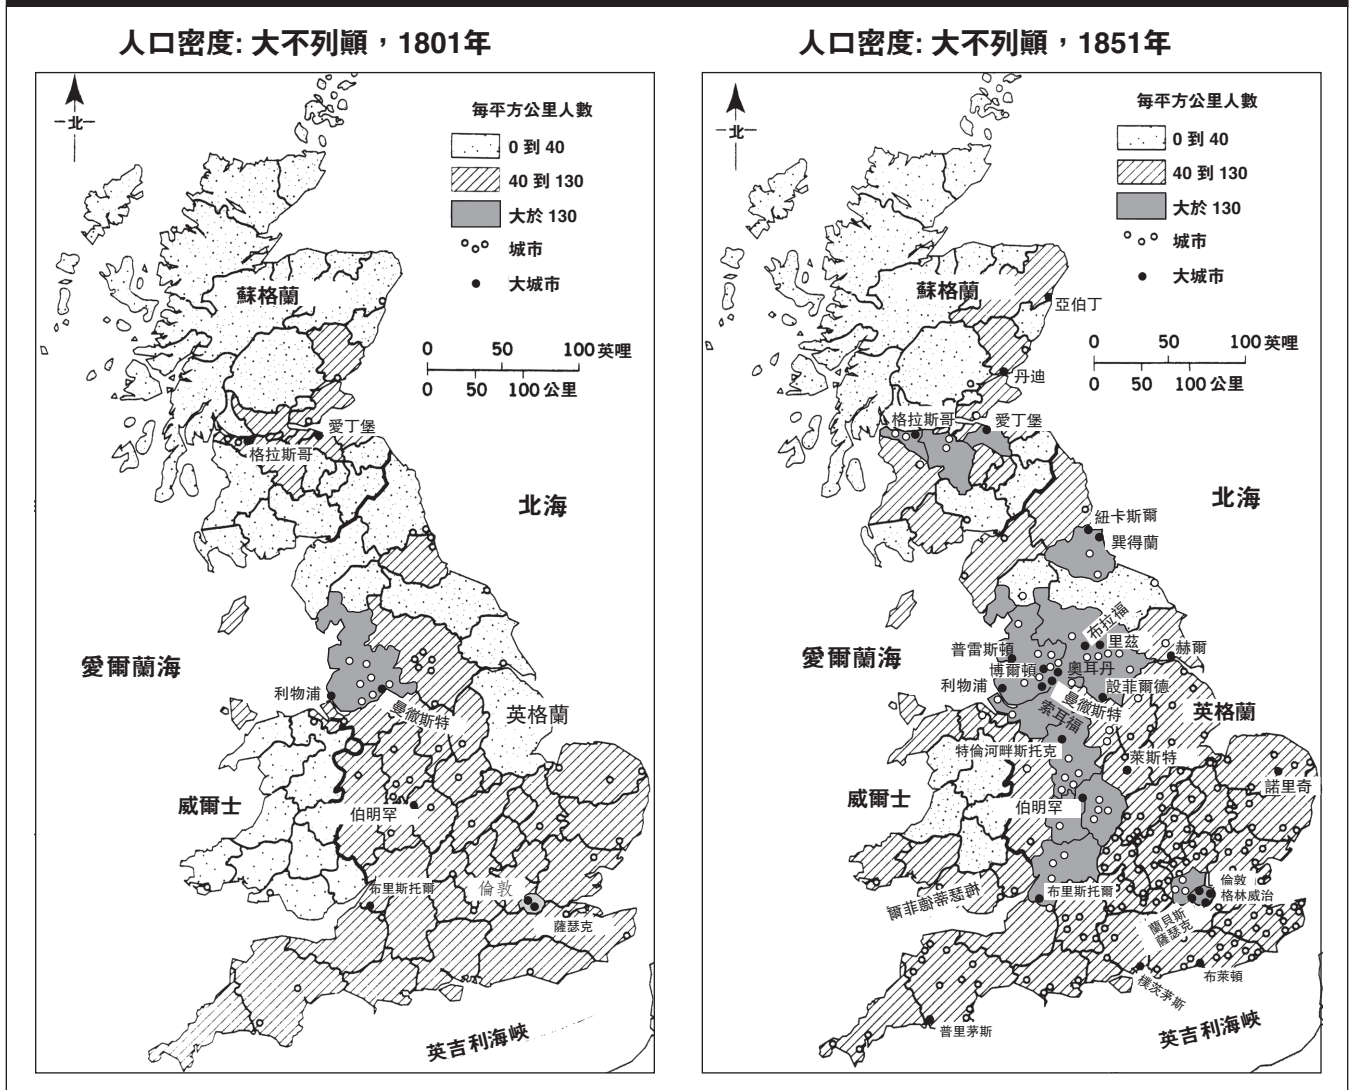 人口密度: 大不列顛，1801年
北
每平方公里人數
0 到 40
40 到 130
大於 130
城市
大城市
蘇格蘭
0 50 100 英哩
0 50 100 公里
愛丁堡
格拉斯哥
北海
愛爾蘭海
利物浦
曼徹斯特
英格蘭
威爾士
伯明罕
布里斯托爾
倫敦
薩瑟克
英吉利海峽
人口密度: 大不列顛，1851年
北
每平方公里人數
0 到 40
40 到 130
大於 130
城市
大城市
蘇格蘭
亞伯丁
0 50 100 英哩
0 50 100 公里
丹迪
格拉斯哥
愛丁堡
北海
紐卡斯爾
巽得蘭
布拉福
里茲
赫爾
愛爾蘭海
普雷斯頓
博爾頓
奧耳丹
利物浦
設菲爾德
曼徹斯特
索耳福
英格蘭
特倫河畔斯托克
萊斯特
諾里奇
威爾士
伯明罕
梅瑟蒂德菲爾
布里斯托爾
倫敦
格林威治
蘭貝斯
薩瑟克
布萊頓
樸茨茅斯
普里茅斯
英吉利海峽